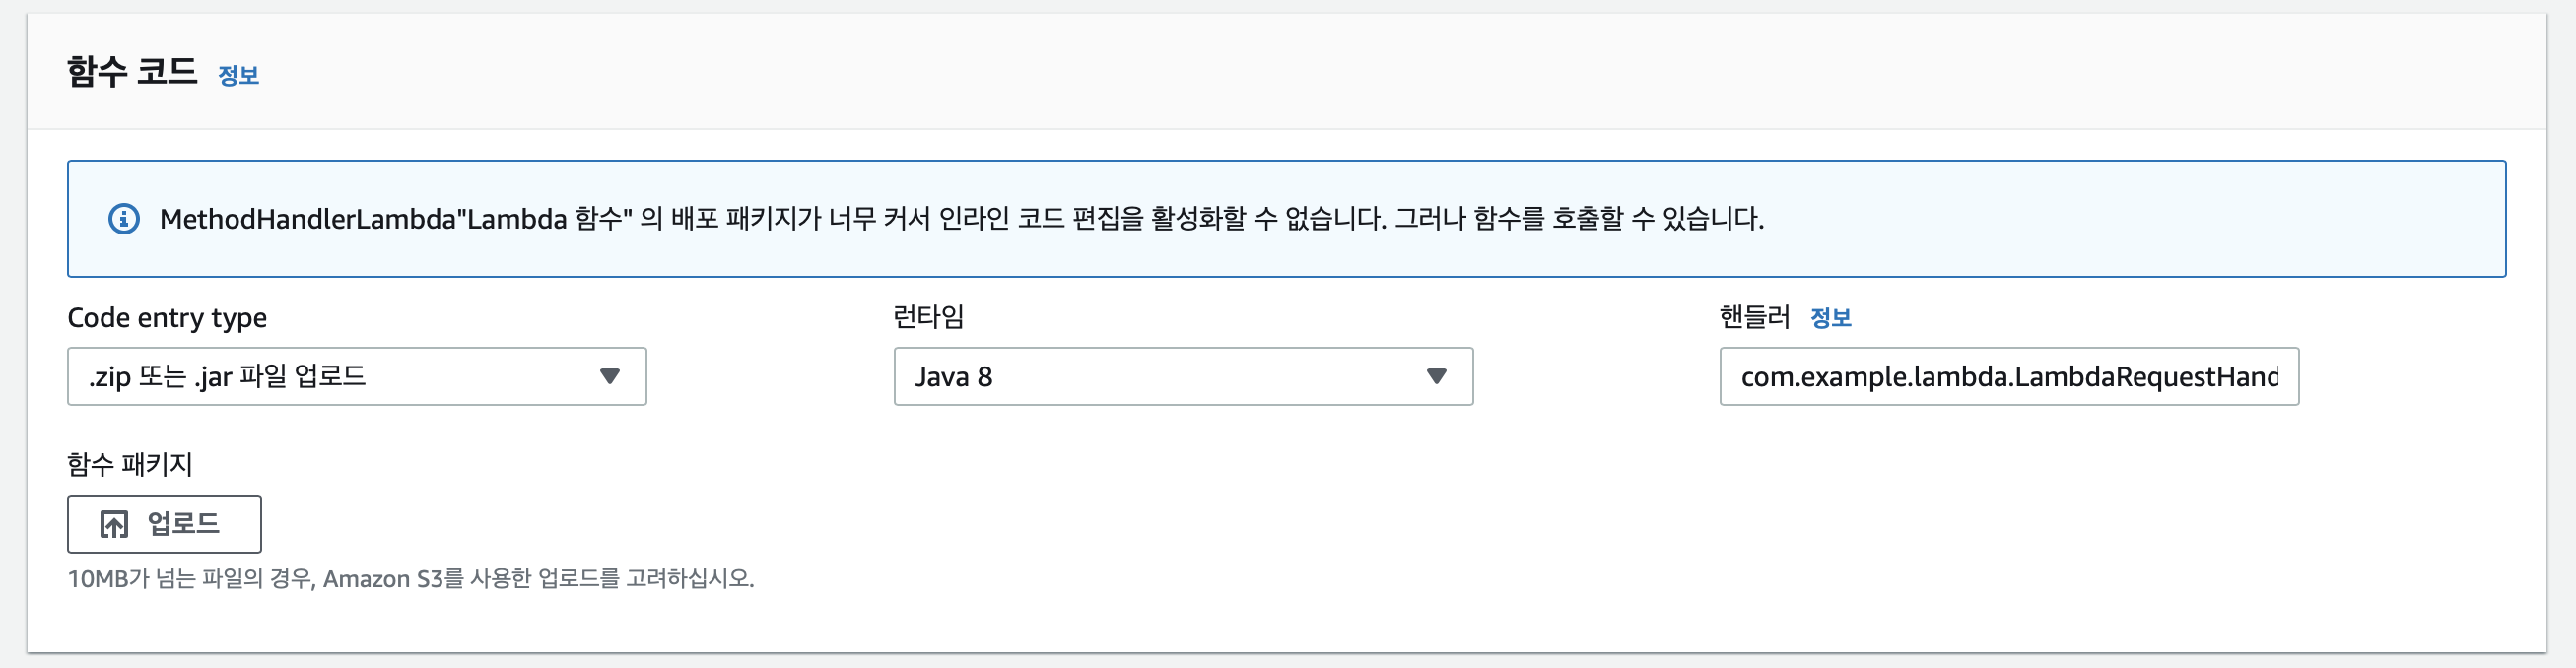 함수 코드 정보
MethodHandlerLambda"Lambda 함수" 의 배포 패키지가 너무 커서 인라인 코드 편집을 활성화할 수 없습니다. 그러나 함수를 호출할 수 있습니다.
Code entry type
런타임
핸들러 정보
.zip 또는 .jar 파일 업로드
Java 8
com.example.lambda.LambdaRequestHand
함수 패키지
업로드
10MB가 넘는 파일의 경우, Amazon S3를 사용한 업로드를 고려하십시오.